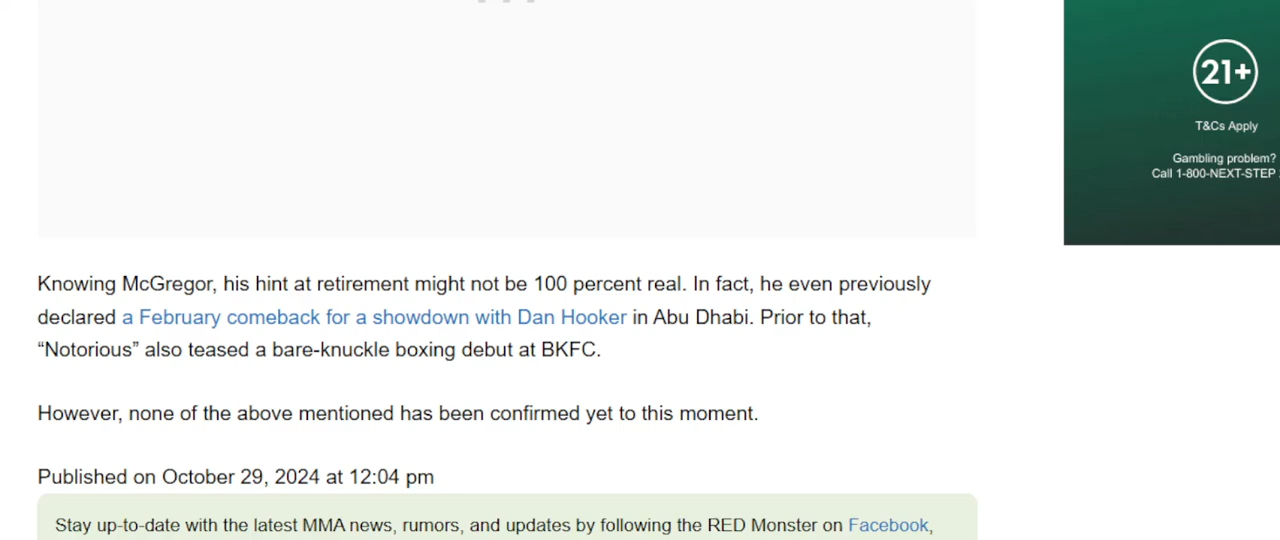 21+
T&Cs Apply
Gambling problem?
Call 1-800-NEXT-STEP
Knowing McGregor, his hint at retirement might not be 100 percent real. In fact, he even previously
declared a February comeback for a showdown with Dan Hooker in Abu Dhabi. Prior to that,
“Notorious” also teased a bare-knuckle boxing debut at BKFC.
However, none of the above mentioned has been confirmed yet to this moment.
Published on October 29, 2024 at 12:04 pm
Stay up-to-date with the latest MMA news, rumors, and updates by following the RED Monster on Facebook,